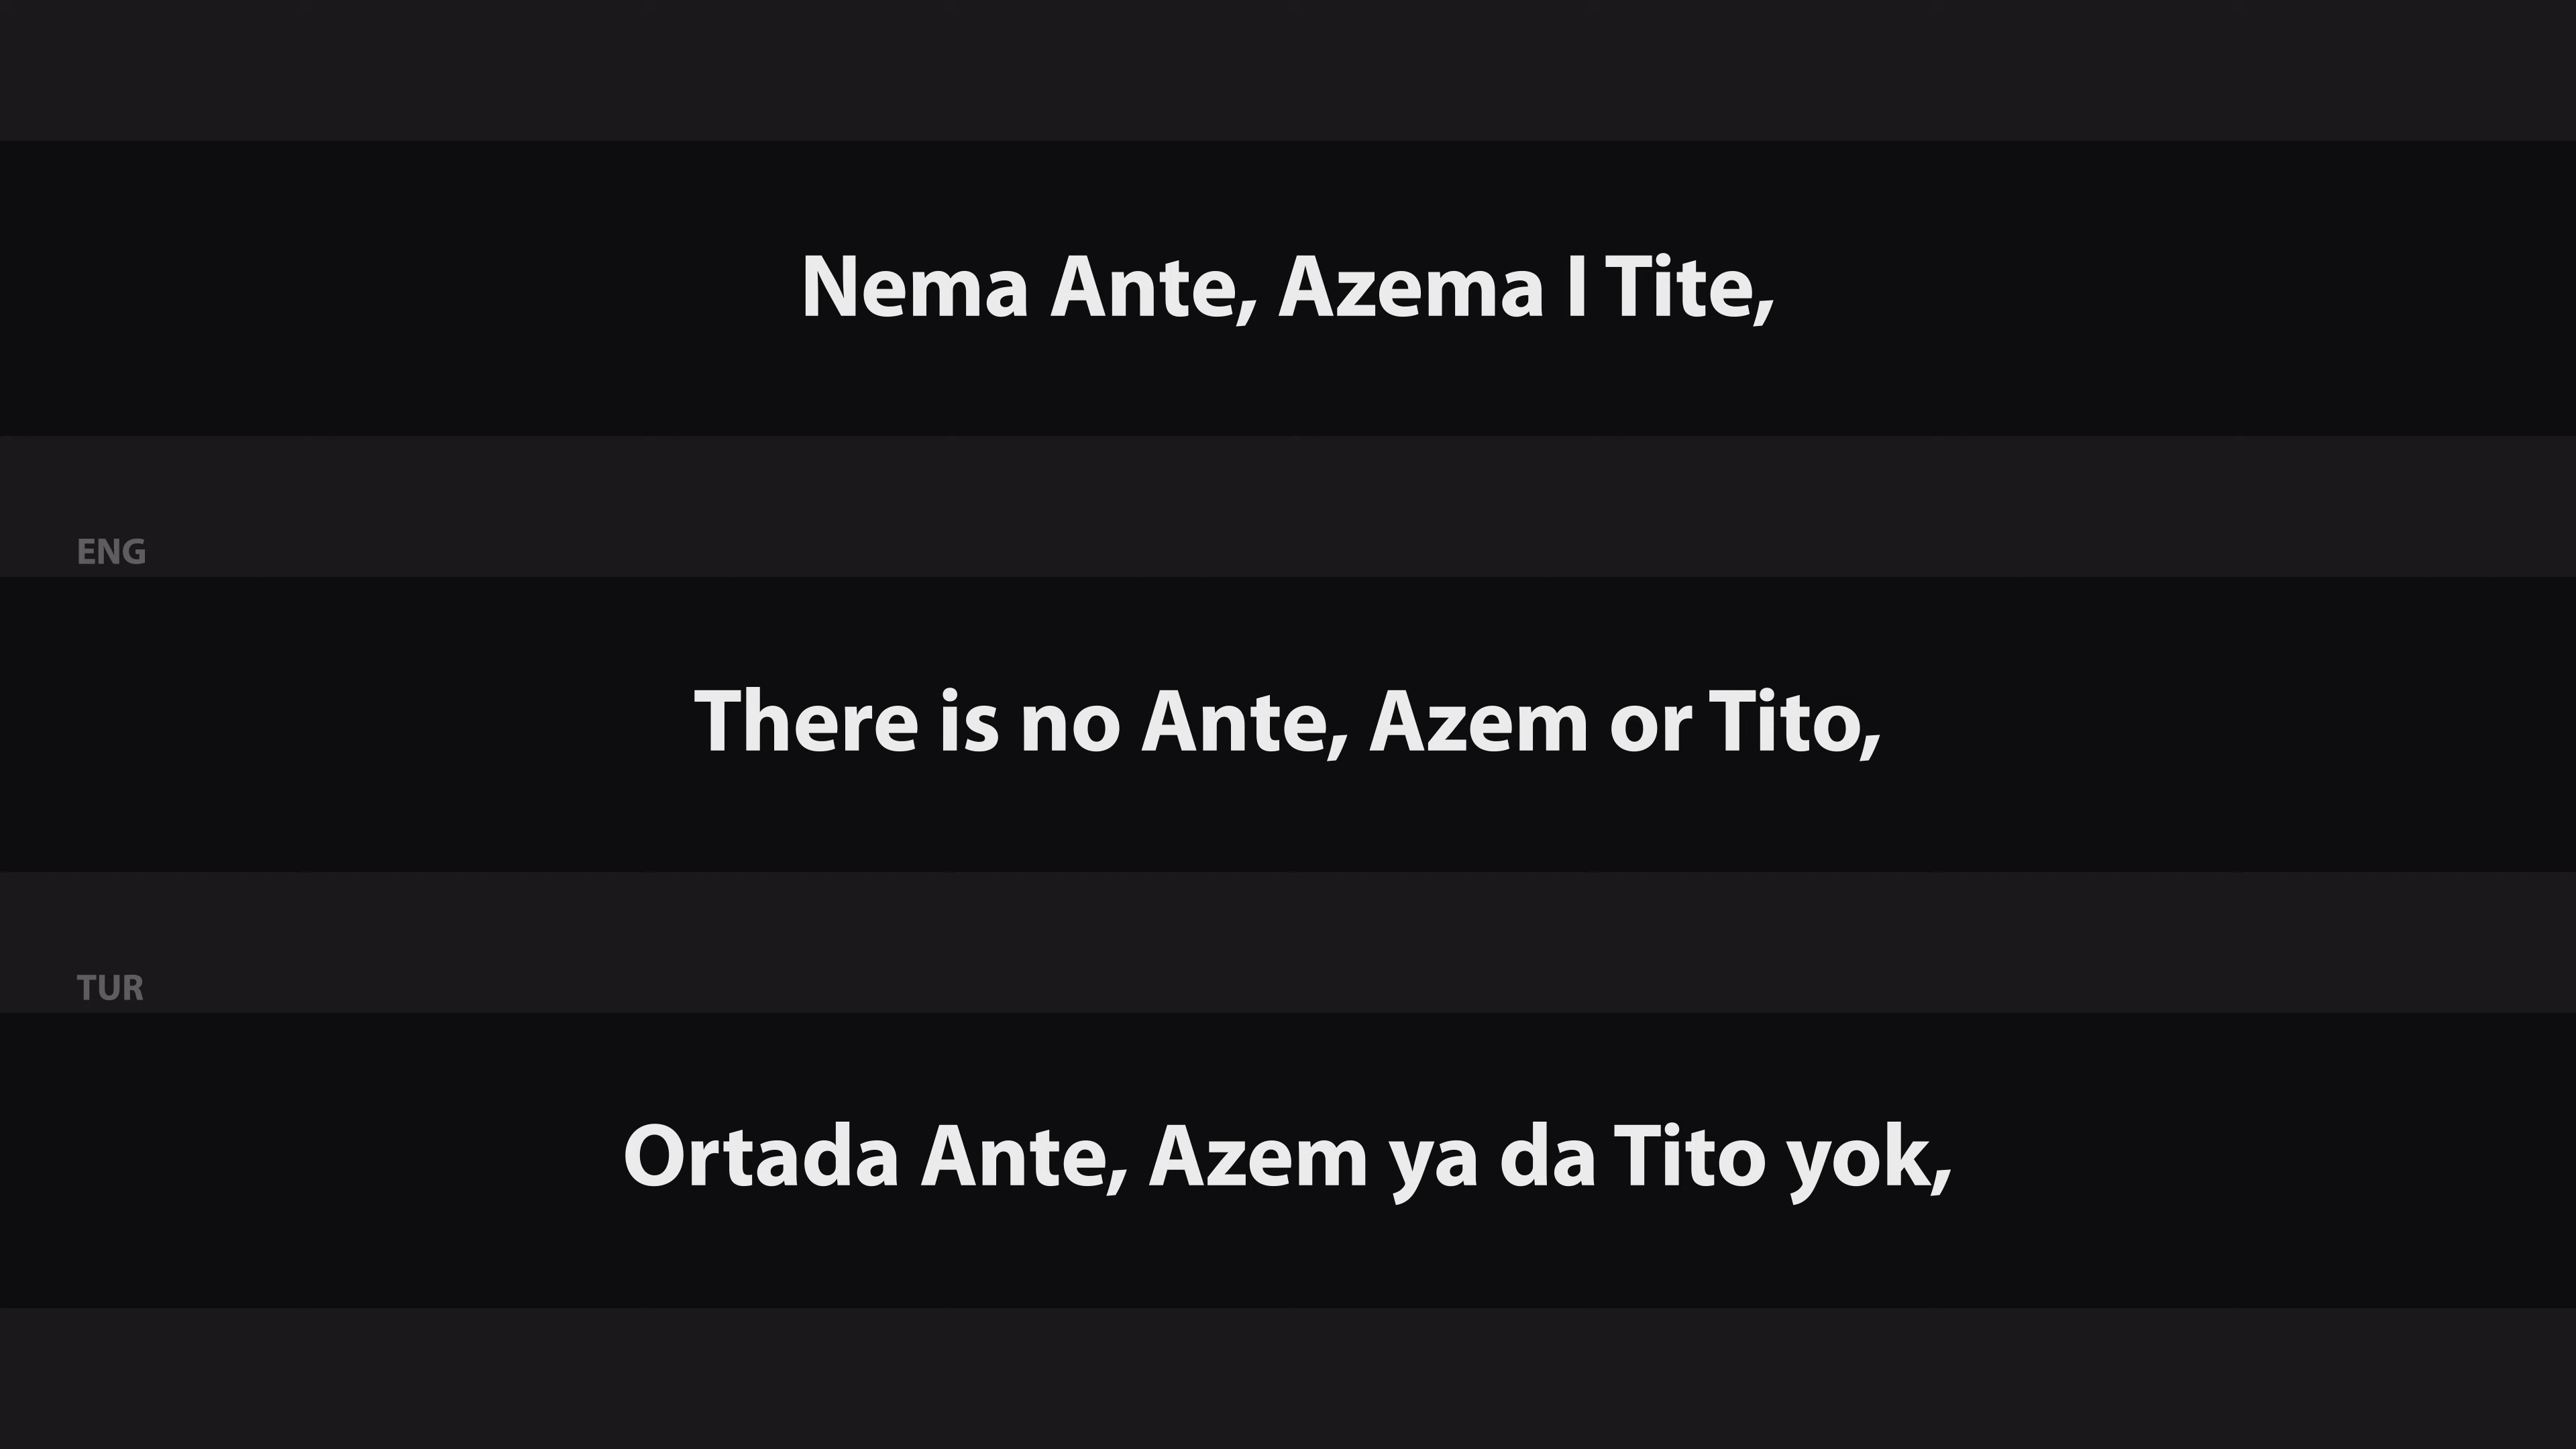 Nema Ante, Azema I Tite,
ENG
There is no Ante, Azem or Tito,
TUR
Ortada Ante, Azem ya da Tito yok,